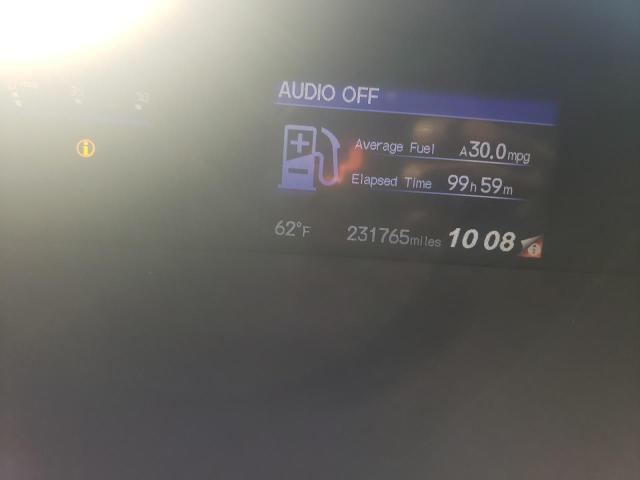 AUDIO OFF
Average Fuel A30.0mpg
Elapsed Time 99h59m
62°F 231765miles 10 08